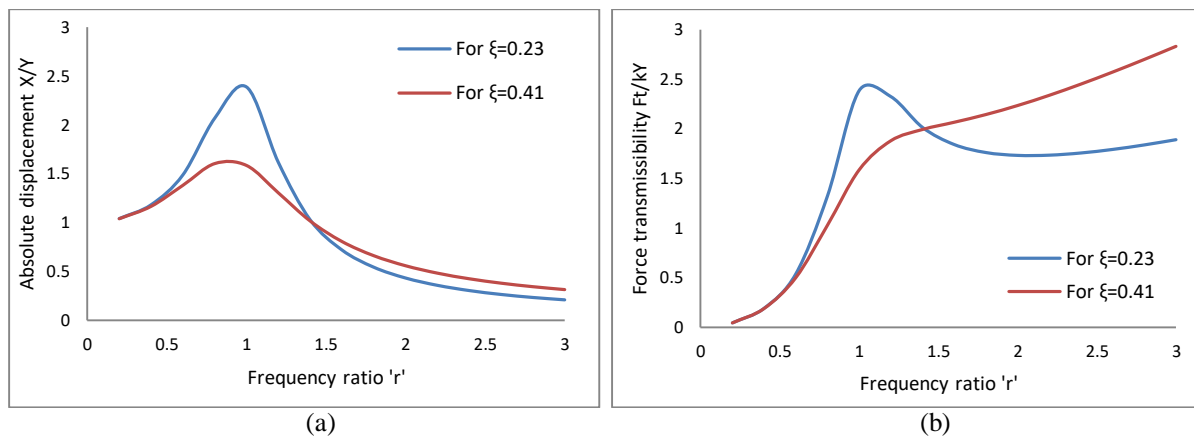 Absolute displacement X/Y
3
2.5
2
1.5
1
0.5
0
For ξ=0.23
For ξ=0.41
0 0.5 1 1.5 2 2.5 3
Frequency ratio 'r'
(a)
Force transmissibility Ft/kY
3
2.5
2
1.5
1
0.5
0
For ξ=0.23
For ξ=0.41
0 0.5 1 1.5 2 2.5 3
Frequency ratio 'r'
(b)